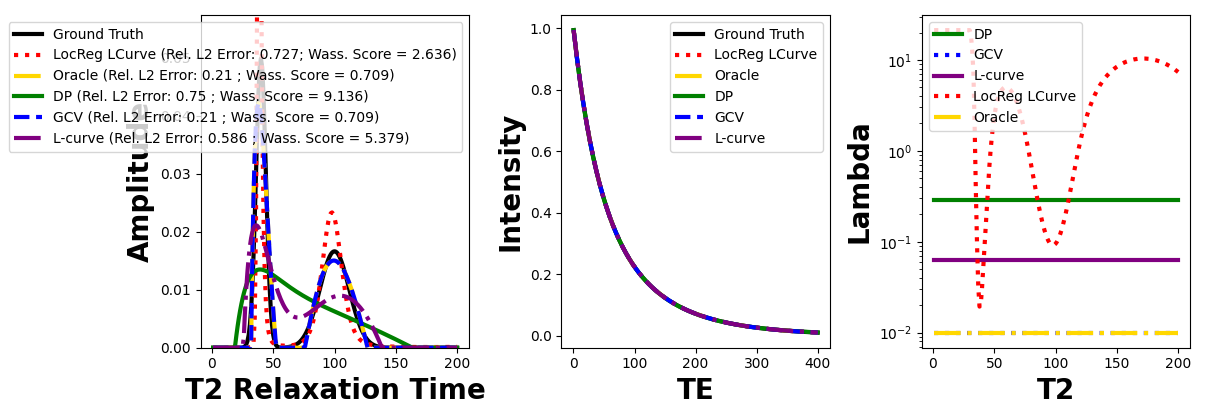 Ground Truth
LocReg LCurve (Rel. L2 Error: 0.727; Wass. Score = 2.636)
Oracle (Rel. L2 Error: 0.21 ; Wass. Score = 0.709)
DP (Rel. L2 Error: 0.75 ; Wass. Score = 9.136)
GCV (Rel. L2 Error: 0.21 ; Wass. Score = 0.709)
L-curve (Rel. L2 Error: 0.586 ; Wass. Score = 5.379)
Amplitude
0.05
0.04
0.03
0.02
0.01
0.00
0 50 100 150 200
T2 Relaxation Time
Ground Truth
LocReg LCurve
Oracle
DP
GCV
L-curve
Intensity
1.0
0.8
0.6
0.4
0.2
0.0
0 100 200 300 400
TE
DP
GCV
L-curve
LocReg LCurve
Oracle
Lambda
10¹
10⁰
10⁻¹
10⁻²
0 50 100 150 200
T2